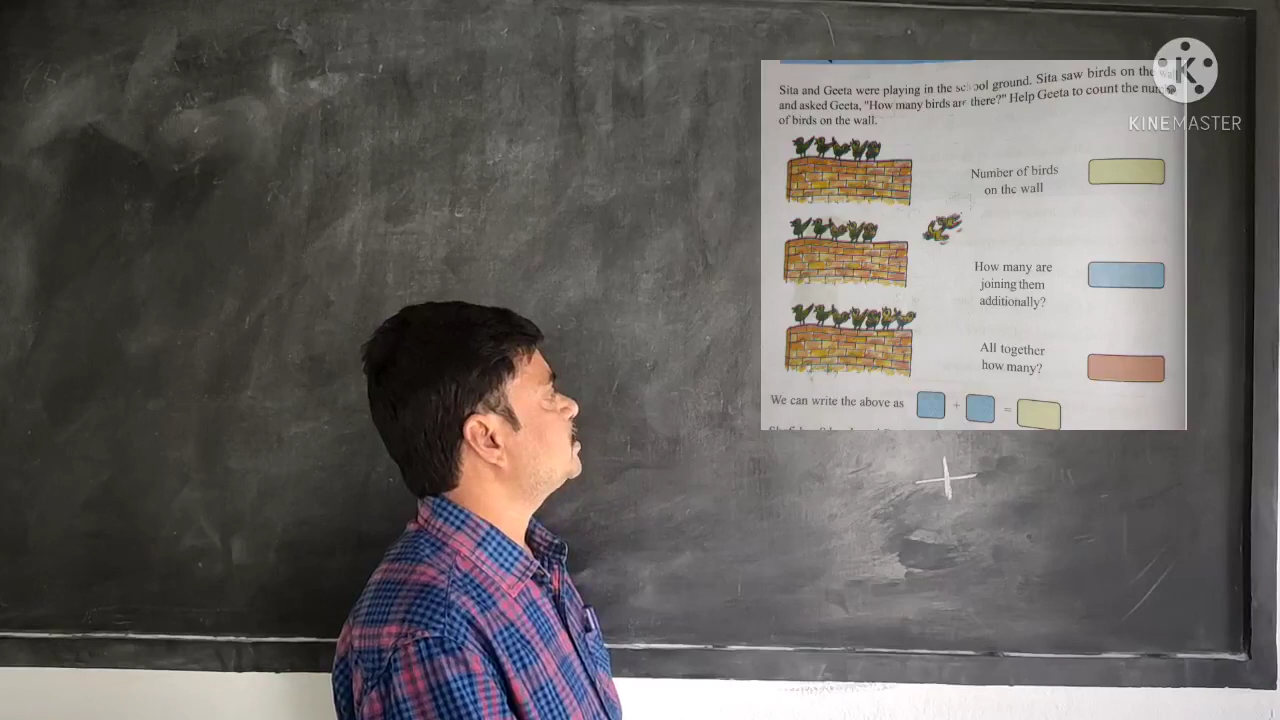 Sita and Geeta were playing in the school ground. Sita saw birds on the
and asked Geeta, "How many birds are there?" Help Geeta to count the
of birds on the wall.
Number of birds
on the wall
How many are
joining them
additionally?
All together
how many?
We can write the above as + =
+
K
KINEMASTER